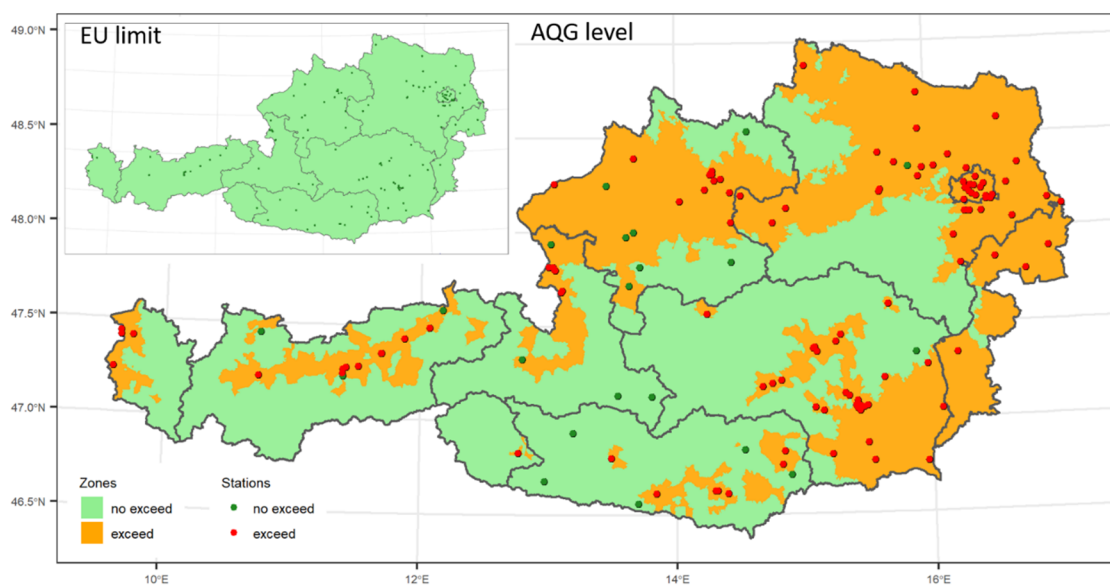 49.0°N
EU limit
AQG level
48.5°N
48.0°N
47.5°N
47.0°N
46.5°N
Zones
Stations
no exceed
no exceed
exceed
exceed
10°E
12°E
14°E
16°E